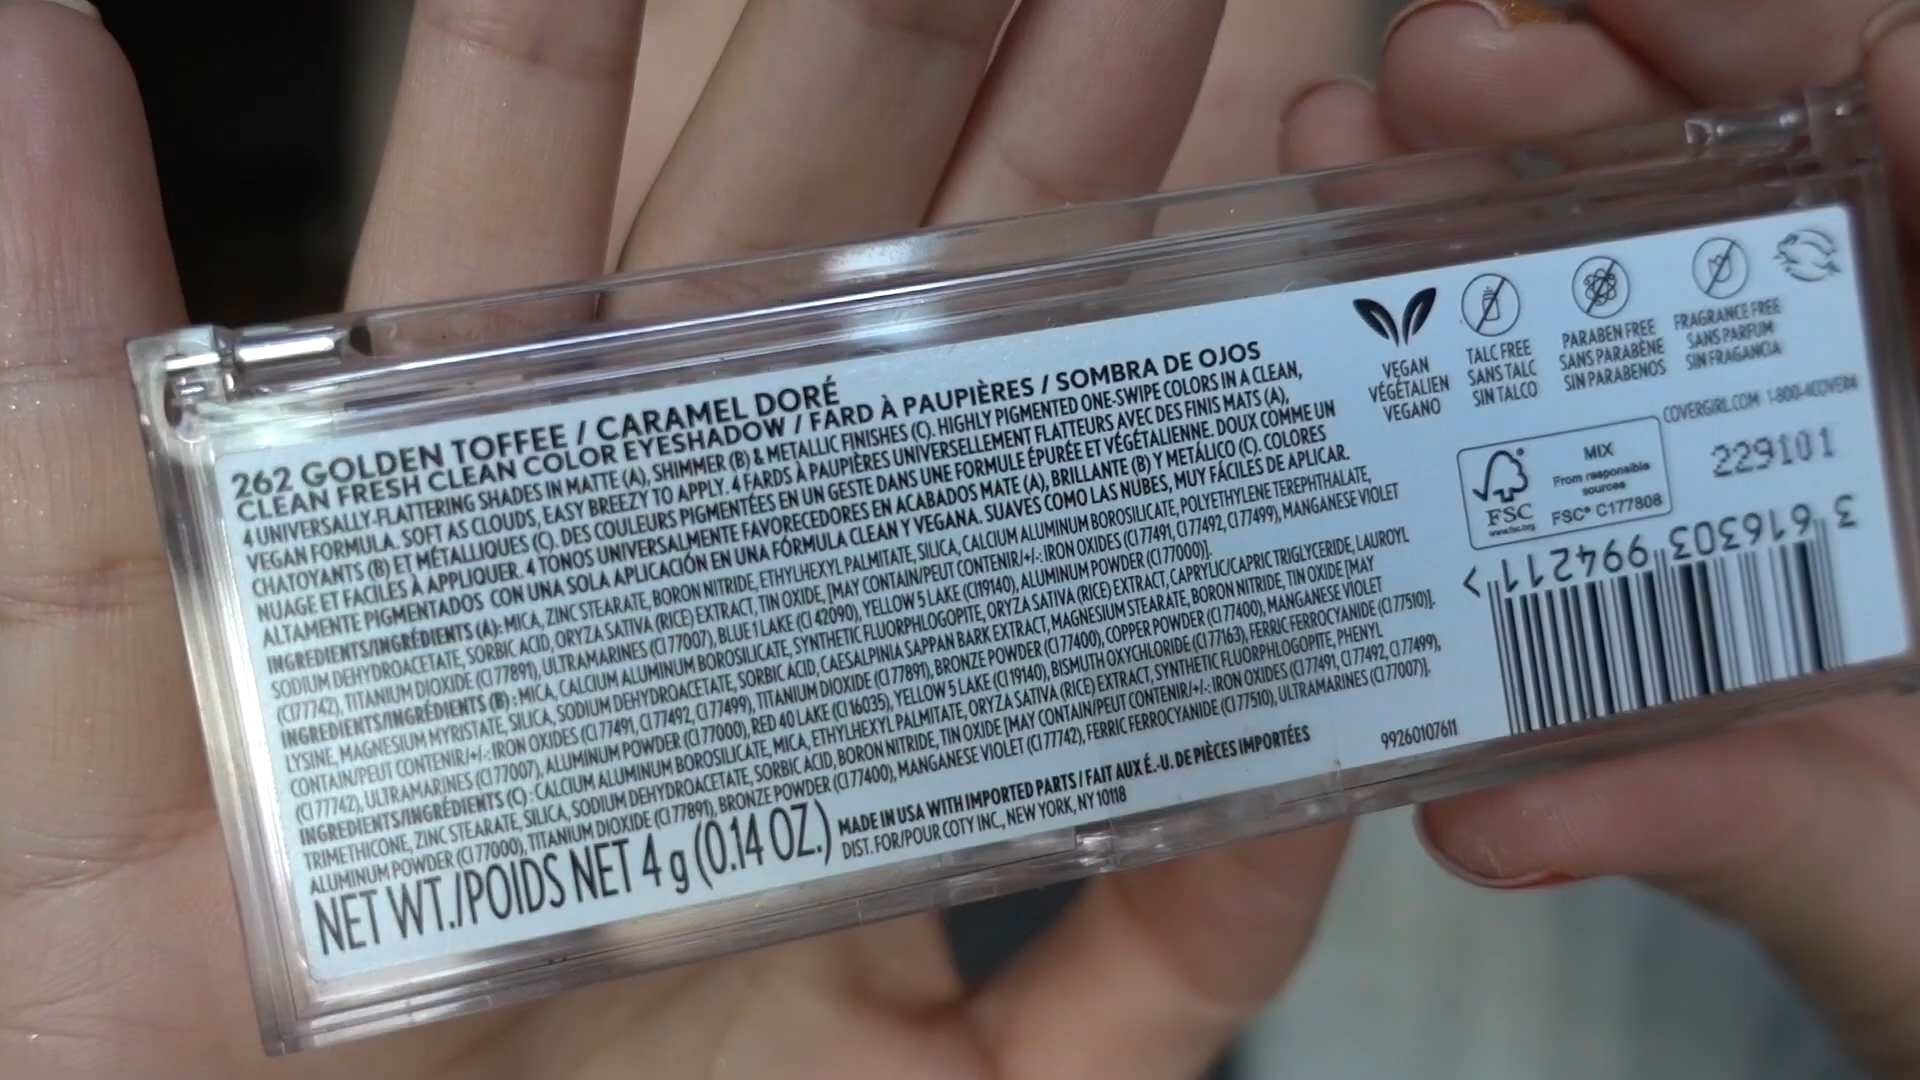 262 GOLDEN TOFFEE / CARAMEL DORÉ
CLEAN FRESH CLEAN COLOR EYESHADOW / FARD À PAUPIÈRES / SOMBRA DE OJOS
4 UNIVERSALLY-FLATTERING SHADES IN MATTE (A), SHIMMER (B) & METALLIC FINISHES (C). HIGHLY PIGMENTED ONE-SWIPE COLORS IN A CLEAN,
VEGAN FORMULA. SOFT AS CLOUDS, EASY BREEZY TO APPLY. 4 FARDS À PAUPIÈRES UNIVERSELLEMENT FLATTEURS AVEC DES FINIS MATS (A),
CHATOYANTS (B) ET MÉTALLIQUES (C). DES COULEURS PIGMENTÉES EN UN GESTE DANS UNE FORMULE ÉPURÉE ET VÉGÉTALIENNE. DOUX COMME UN
NUAGE ET FACILES À APPLIQUER. 4 TONOS UNIVERSALMENTE FAVORECEDORES EN ACABADOS MATE (A), BRILLANTE (B) Y METÁLICO (C). COLORES
ALTAMENTE PIGMENTADOS CON UNA SOLA APLICACIÓN EN UNA FÓRMULA CLEAN Y VEGANA. SUAVES COMO LAS NUBES, MUY FÁCILES DE APLICAR.
INGREDIENTS/INGRÉDIENTS (A): MICA, ZINC STEARATE, BORON NITRIDE, ETHYLHEXYL PALMITATE, SILICA, CALCIUM ALUMINUM BOROSILICATE, POLYETHYLENE TEREPHTHALATE,
SODIUM DEHYDROACETATE, SORBIC ACID, ORYZA SATIVA (RICE) EXTRACT, TIN OXIDE, [MAY CONTAIN/PEUT CONTENIR/+/-: IRON OXIDES (CI 77491, CI 77492, CI 77499), MANGANESE VIOLET
(CI 77742), TITANIUM DIOXIDE (CI 77891), ULTRAMARINES (CI 77007), BLUE 1 LAKE (CI 42090), YELLOW 5 LAKE (CI 19140), ALUMINUM POWDER (CI 77000)].
INGREDIENTS/INGRÉDIENTS (B): MICA, CALCIUM ALUMINUM BOROSILICATE, SYNTHETIC FLUORPHLOGOPITE, ORYZA SATIVA (RICE) EXTRACT, CAPRYLIC/CAPRIC TRIGLYCERIDE, LAUROYL
LYSINE, MAGNESIUM MYRISTATE, SILICA, SODIUM DEHYDROACETATE, SORBIC ACID, CAESALPINIA SAPPAN BARK EXTRACT, MAGNESIUM STEARATE, BORON NITRIDE, TIN OXIDE [MAY
CONTAIN/PEUT CONTENIR/+/-: IRON OXIDES (CI 77491, CI 77492, CI 77499), TITANIUM DIOXIDE (CI 77891), BRONZE POWDER (CI 77400), COPPER POWDER (CI 77400), MANGANESE VIOLET
(CI 77742), ULTRAMARINES (CI 77007), ALUMINUM POWDER (CI 77000), RED 40 LAKE (CI 16035), YELLOW 5 LAKE (CI 19140), BISMUTH OXYCHLORIDE (CI 77163), FERRIC FERROCYANIDE (CI 77510)].
INGREDIENTS/INGRÉDIENTS (C): CALCIUM ALUMINUM BOROSILICATE, MICA, ETHYLHEXYL PALMITATE, ORYZA SATIVA (RICE) EXTRACT, SYNTHETIC FLUORPHLOGOPITE, PHENYL
TRIMETHICONE, ZINC STEARATE, SILICA, SODIUM DEHYDROACETATE, SORBIC ACID, BORON NITRIDE, TIN OXIDE [MAY CONTAIN/PEUT CONTENIR/+/-: IRON OXIDES (CI 77491, CI 77492, CI 77499),
ALUMINUM POWDER (CI 77000), TITANIUM DIOXIDE (CI 77891), BRONZE POWDER (CI 77400), MANGANESE VIOLET (CI 77742), FERRIC FERROCYANIDE (CI 77510), ULTRAMARINES (CI 77007)].
NET WT./POIDS NET 4 g (0.14 OZ.)
MADE IN USA WITH IMPORTED PARTS / FAIT AUX É.-U. DE PIÈCES IMPORTÉES
DIST. FOR/POUR COTY INC., NEW YORK, NY 10118
99260107611
VEGAN
VÉGÉTALIEN
VEGANO
TALC FREE
SANS TALC
SIN TALCO
PARABEN FREE
SANS PARABÈNE
SIN PARABENOS
FRAGRANCE FREE
SANS PARFUM
SIN FRAGANCIA
COVERGIRL.COM 1-800-4COVERG
229101
FSC
www.fsc.org
MIX
From responsible
sources
FSC® C177808
3 616303 994211 >